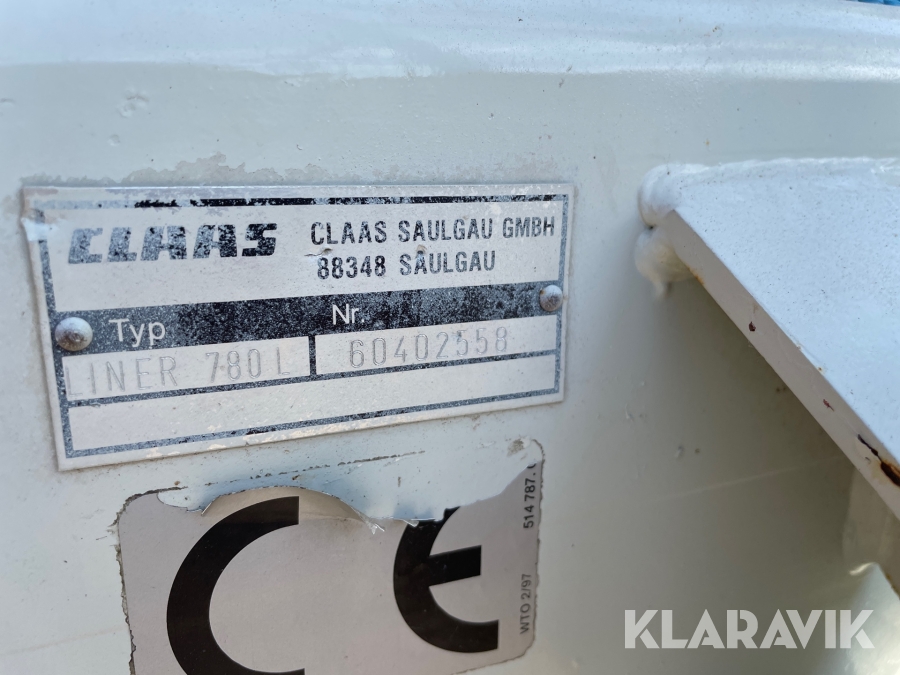 CLAAS
CLAAS SAULGAU GMBH
88348 SAULGAU
Typ Nr.
LINER 780 L 60402558
CE
WTO 2/97 514 787.
KLARAVIK